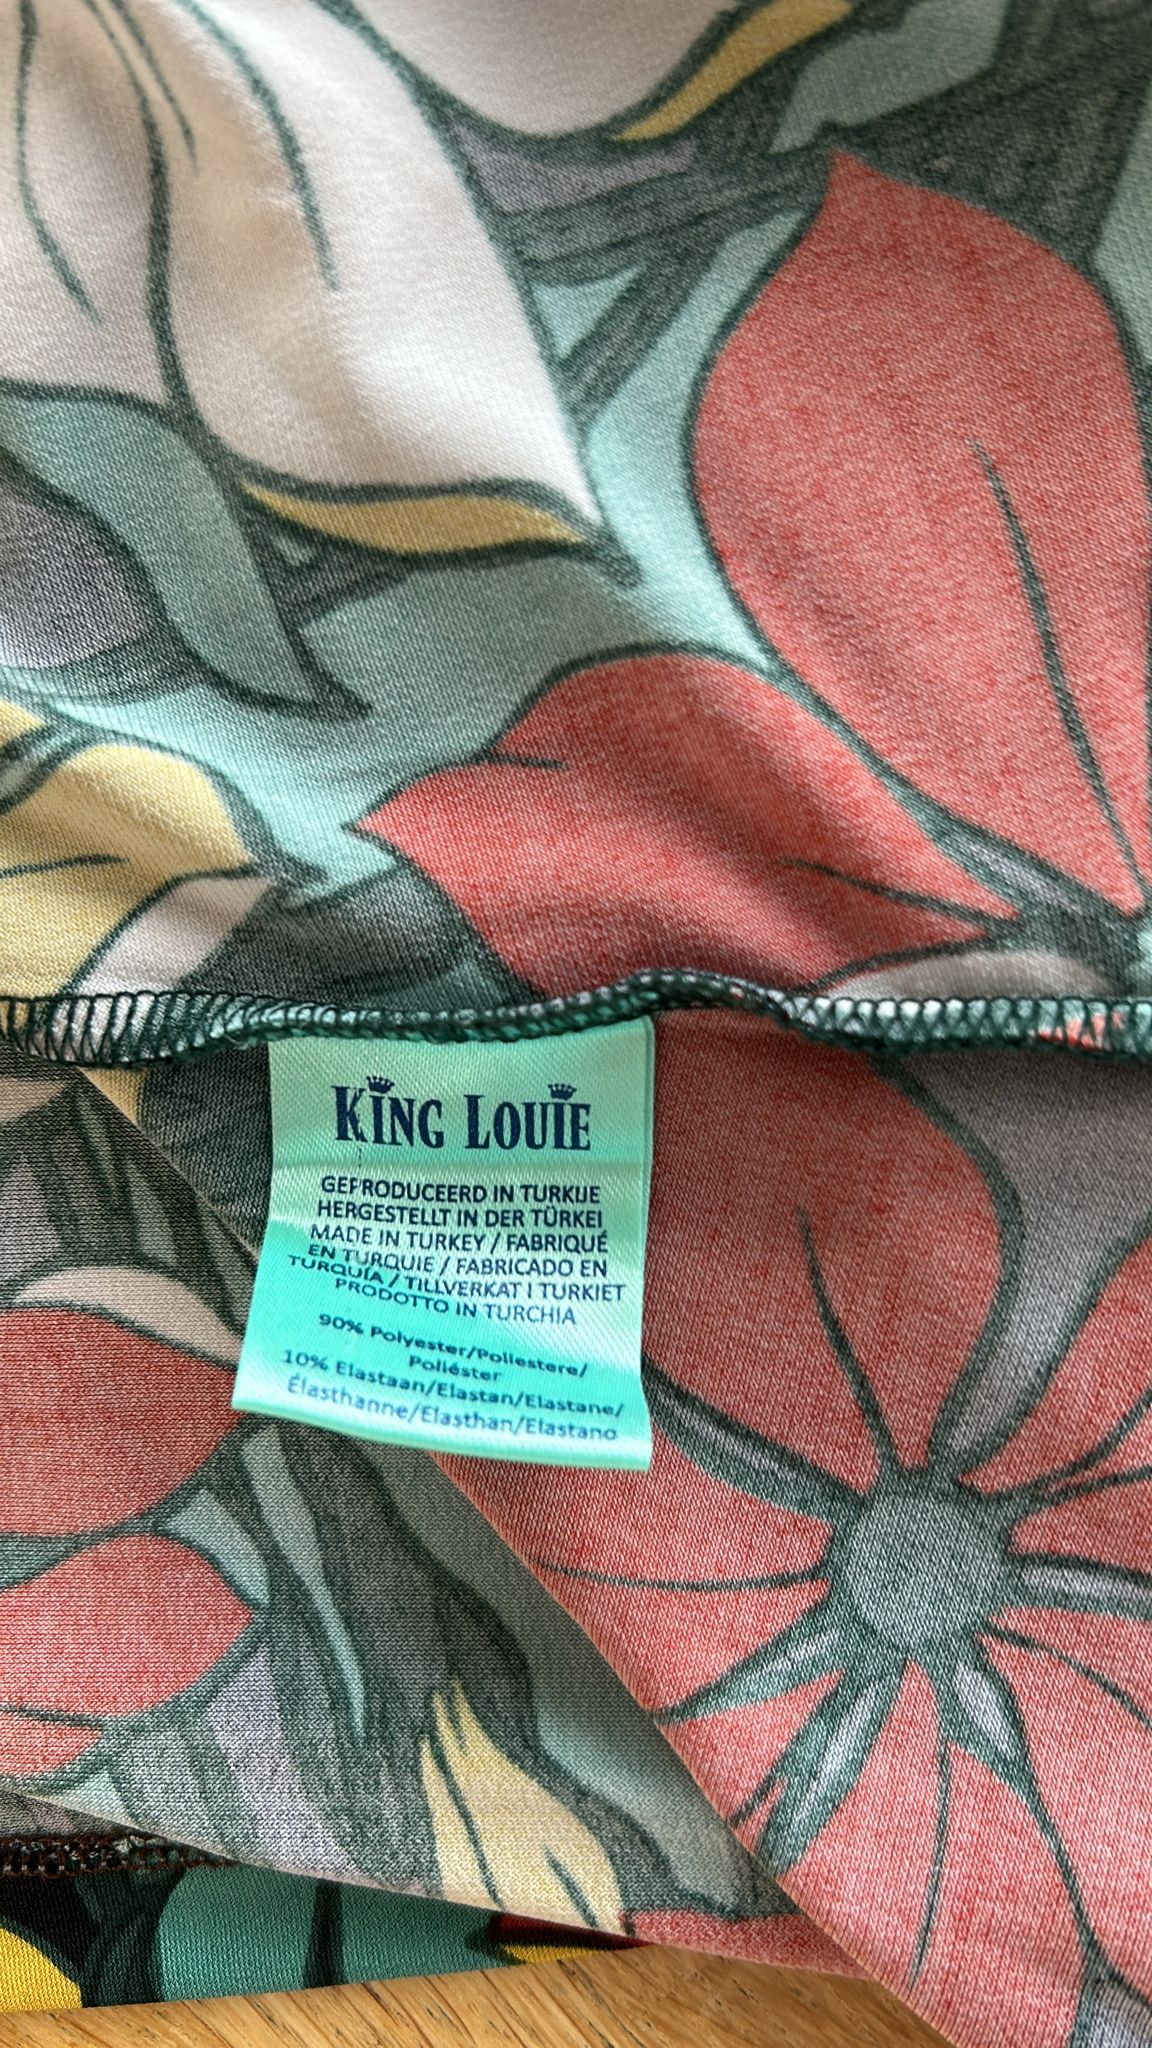 KING LOUIE
GEPRODUCEERD IN TURKIJE
HERGESTELLT IN DER TÜRKEI
MADE IN TURKEY / FABRIQUÉ
EN TURQUIE / FABRICADO EN
TURQUÍA / TILLVERKAT I TURKIET
PRODOTTO IN TURCHIA
90% Polyester/Poliestere/
Poliéster
10% Elastaan/Elastan/Elastane/
Élasthanne/Elasthan/Elastano